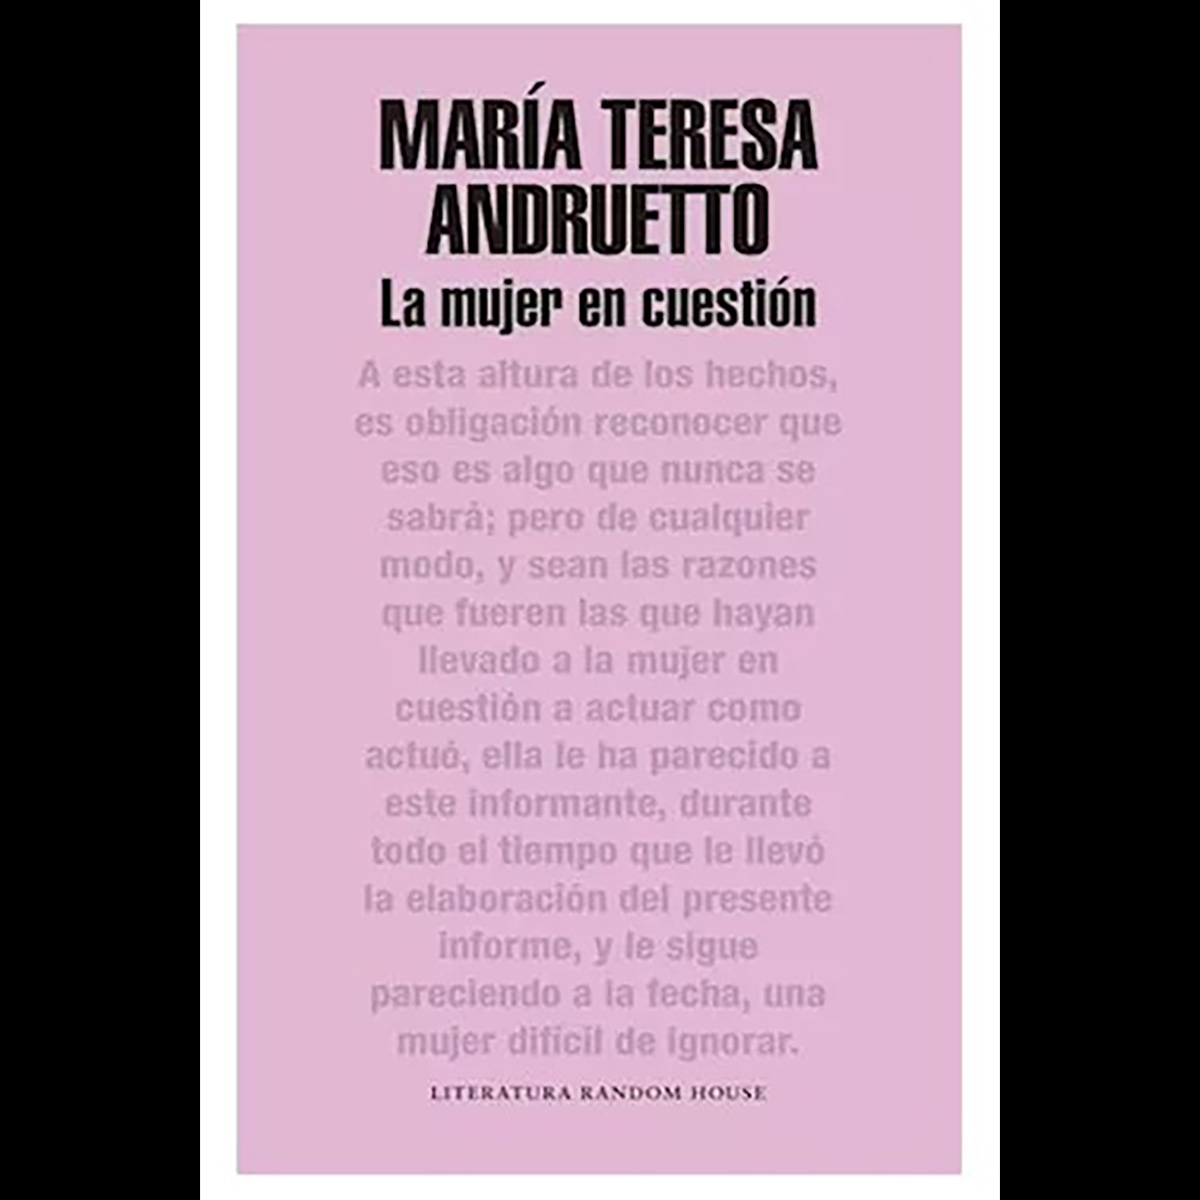 MARÍA TERESA
ANDRUETTO
La mujer en cuestión
A esta altura de los hechos,
es obligación reconocer que
eso es algo que nunca se
sabrá; pero de cualquier
modo, y sean las razones
que fueren las que hayan
llevado a la mujer en
cuestión a actuar como
actuó, ella le ha parecido a
este informante, durante
todo el tiempo que le llevó
la elaboración del presente
informe, y le sigue
pareciendo a la fecha, una
mujer difícil de ignorar.
LITERATURA RANDOM HOUSE